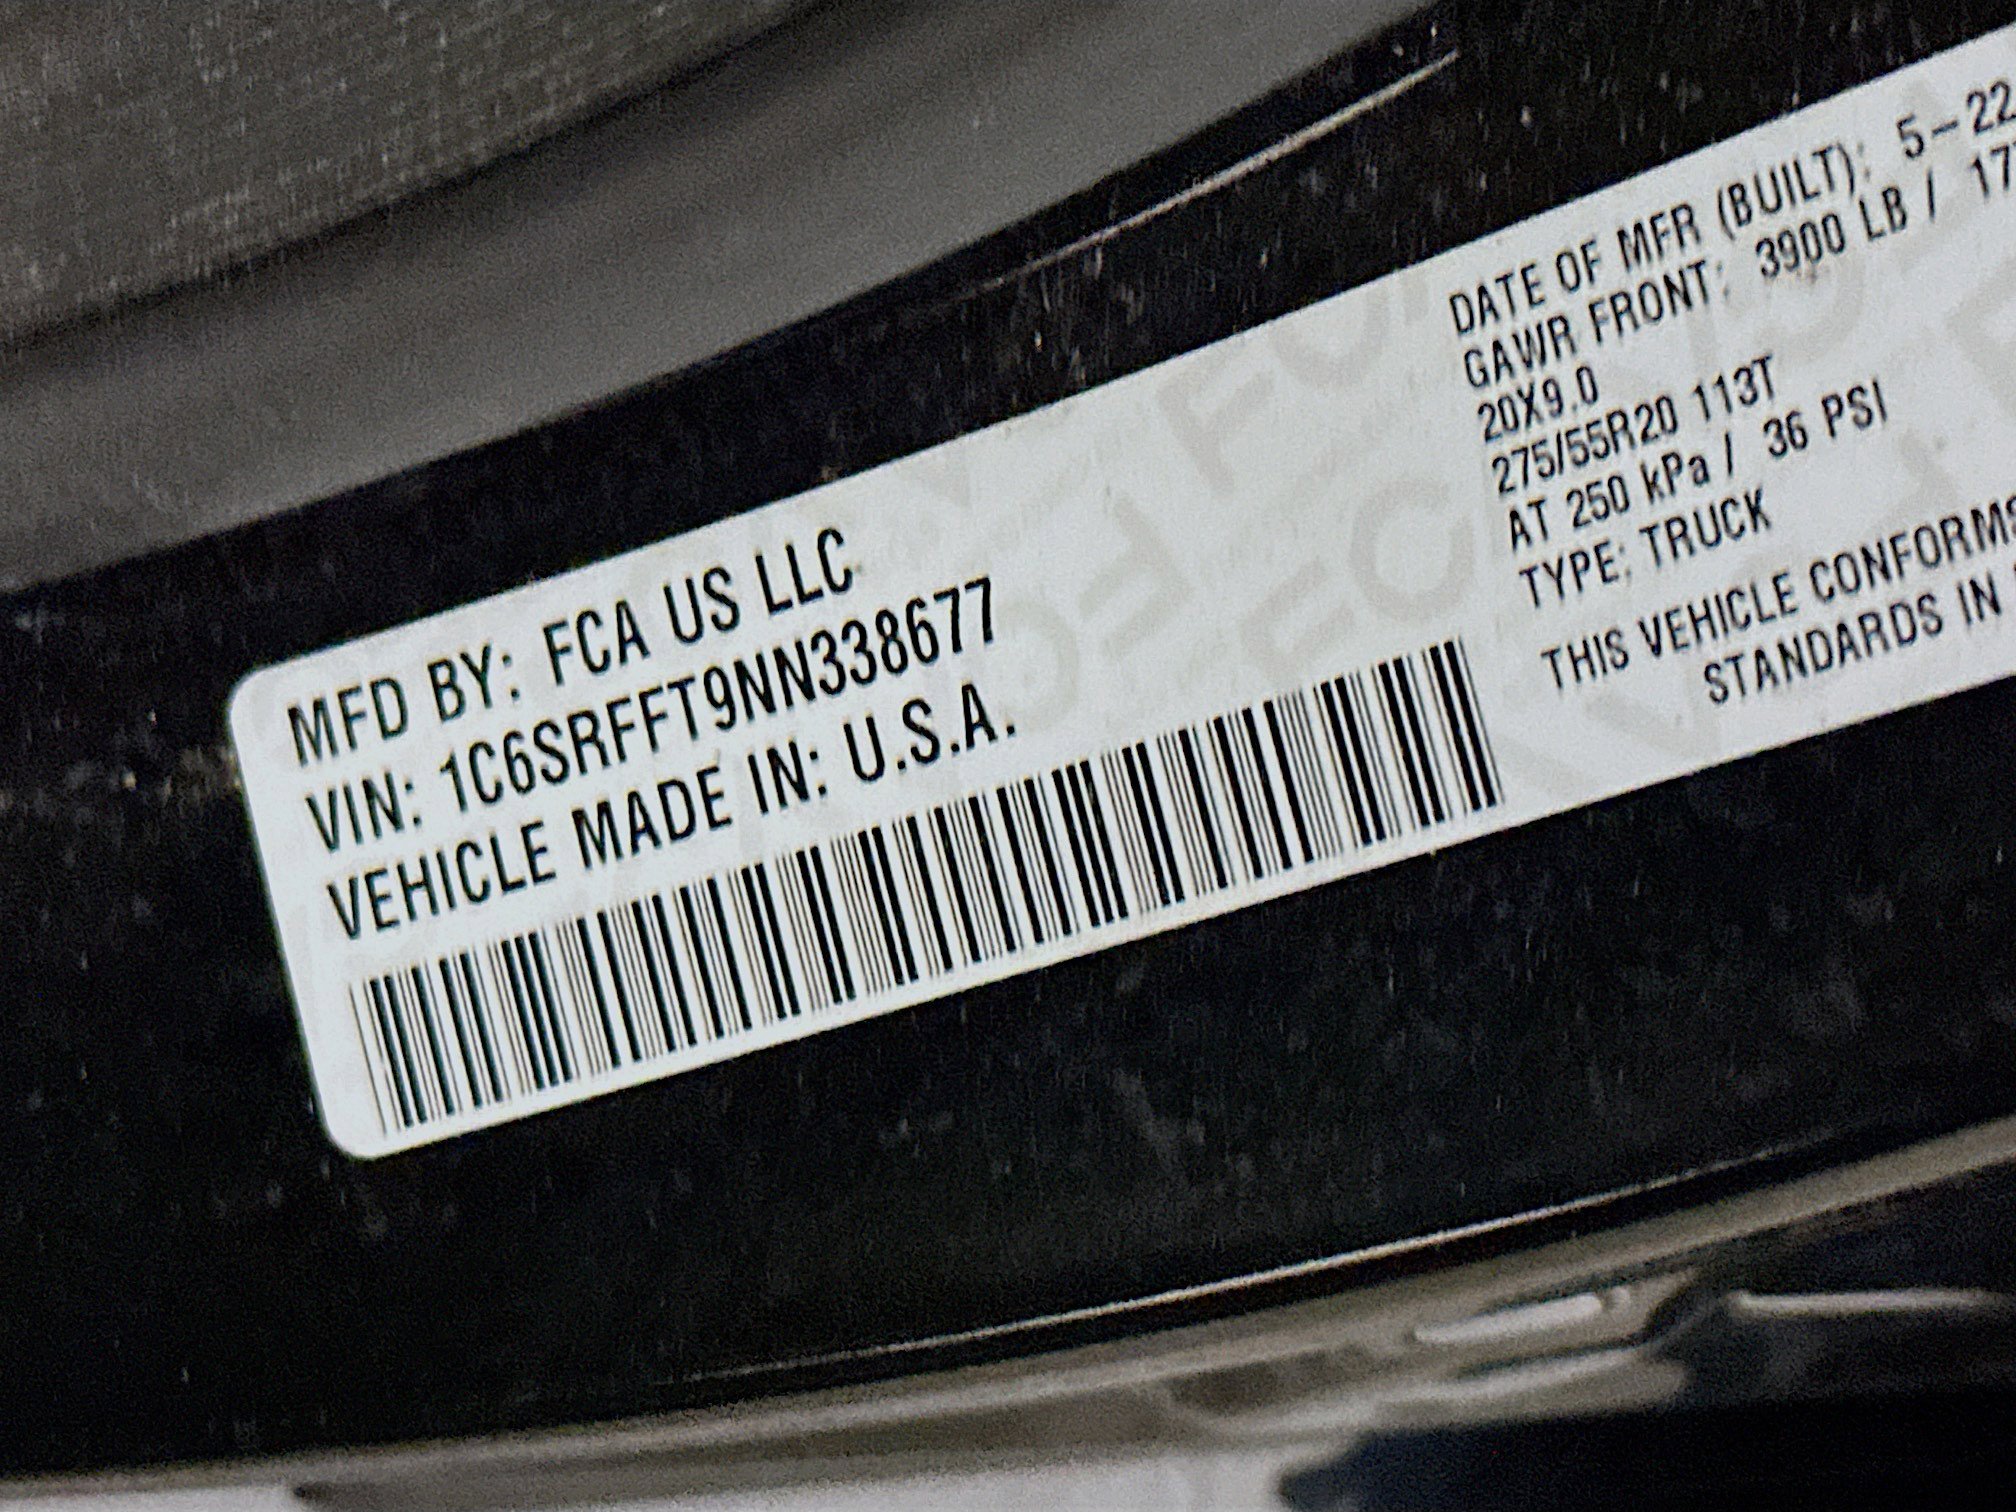 MFD BY: FCA US LLC
VIN: 1C6SRFFT9NN338677
VEHICLE MADE IN: U.S.A.
DATE OF MFR (BUILT): 5-22
GAWR FRONT: 3900 LB / 17
20X9.0
275/55R20 113T
AT 250 kPa / 36 PSI
TYPE: TRUCK
THIS VEHICLE CONFORMS
STANDARDS IN